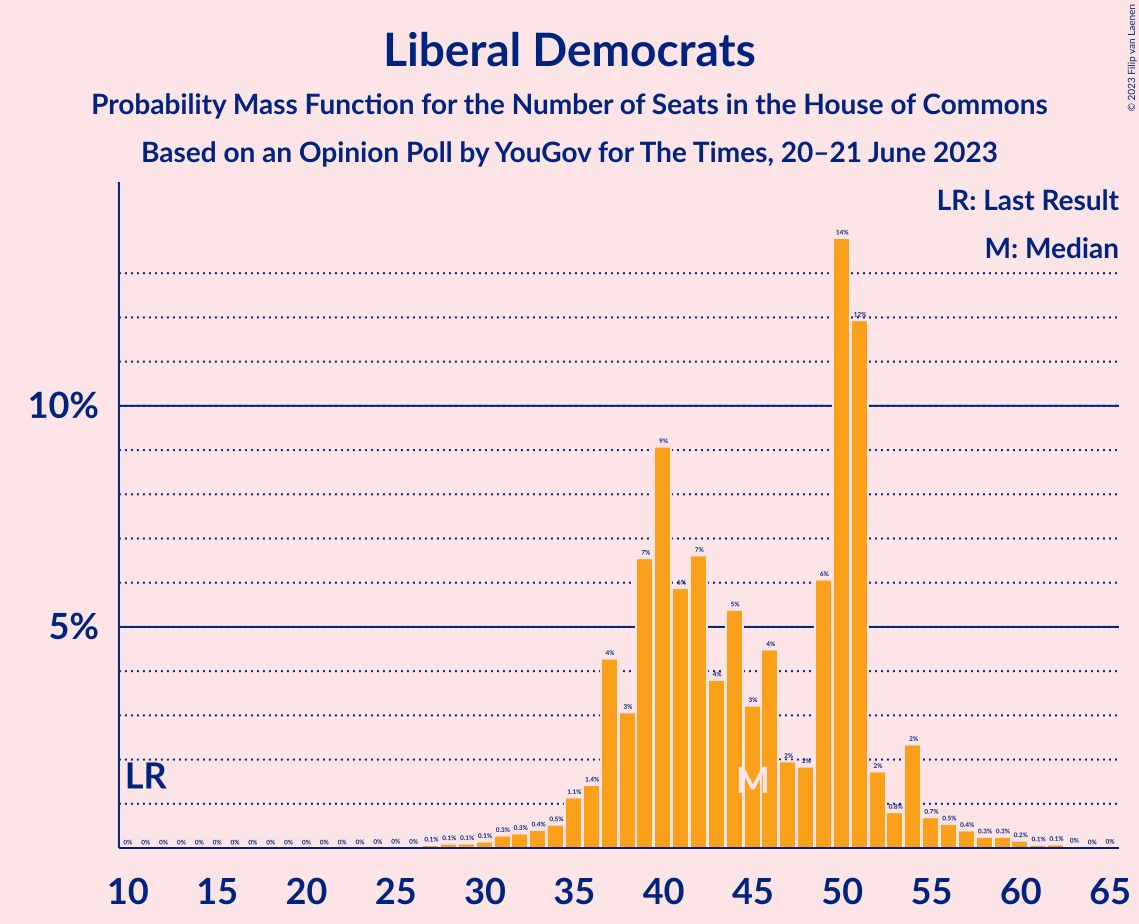 Liberal Democrats
Probability Mass Function for the Number of Seats in the House of Commons
Based on an Opinion Poll by YouGov for The Times, 20–21 June 2023
© 2023 Filip van Laenen
LR: Last Result
M: Median
10%
5%
LR
M
0% 0% 0% 0% 0% 0% 0% 0% 0% 0% 0% 0% 0% 0% 0% 0% 0% 0.1% 0.1% 0.1% 0.1% 0.3% 0.3% 0.4% 0.5% 1.1% 1.4% 4% 3% 7% 9% 6% 7% 4% 5% 3% 4% 2% 2% 6% 14% 12% 2% 0.8% 2% 0.7% 0.5% 0.4% 0.3% 0.3% 0.2% 0.1% 0.1% 0% 0% 0%
10 15 20 25 30 35 40 45 50 55 60 65